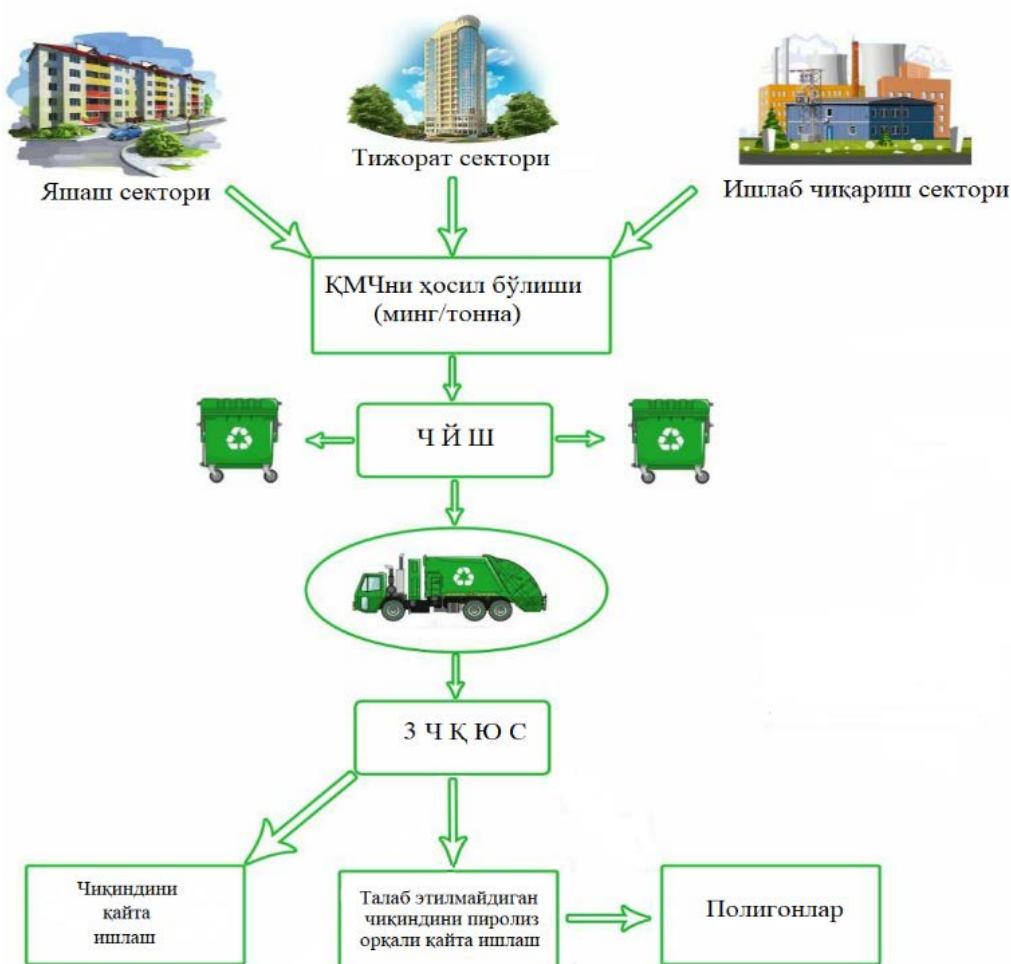 Тижорат сектори
Яшаш сектори
Ишлаб чиқариш сектори
ҚМЧни ҳосил бўлиши
(минг/тонна)
Ч Й Ш
3 Ч Қ Ю С
Чиқиндини
қайта
ишлаш
Талаб этилмайдиган
чиқиндини пиролиз
орқали қайта ишлаш
Полигонлар